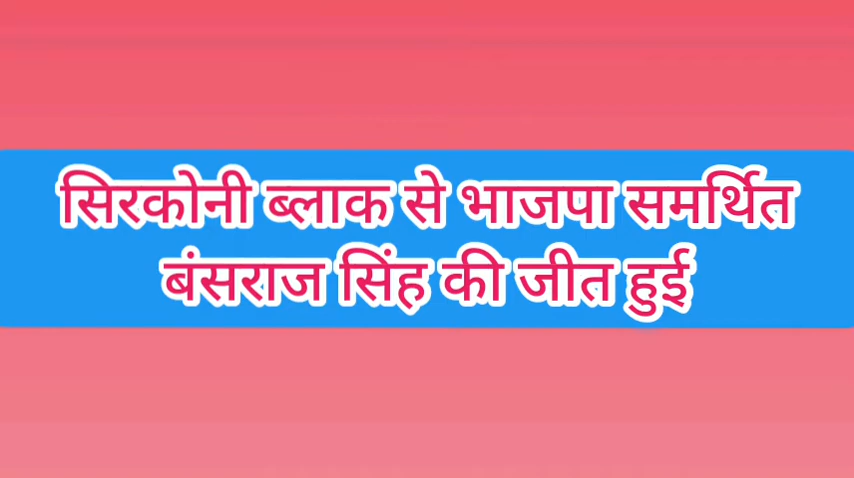 सिरकोनी ब्लाक से भाजपा समर्थित
बंसराज सिंह की जीत हुई